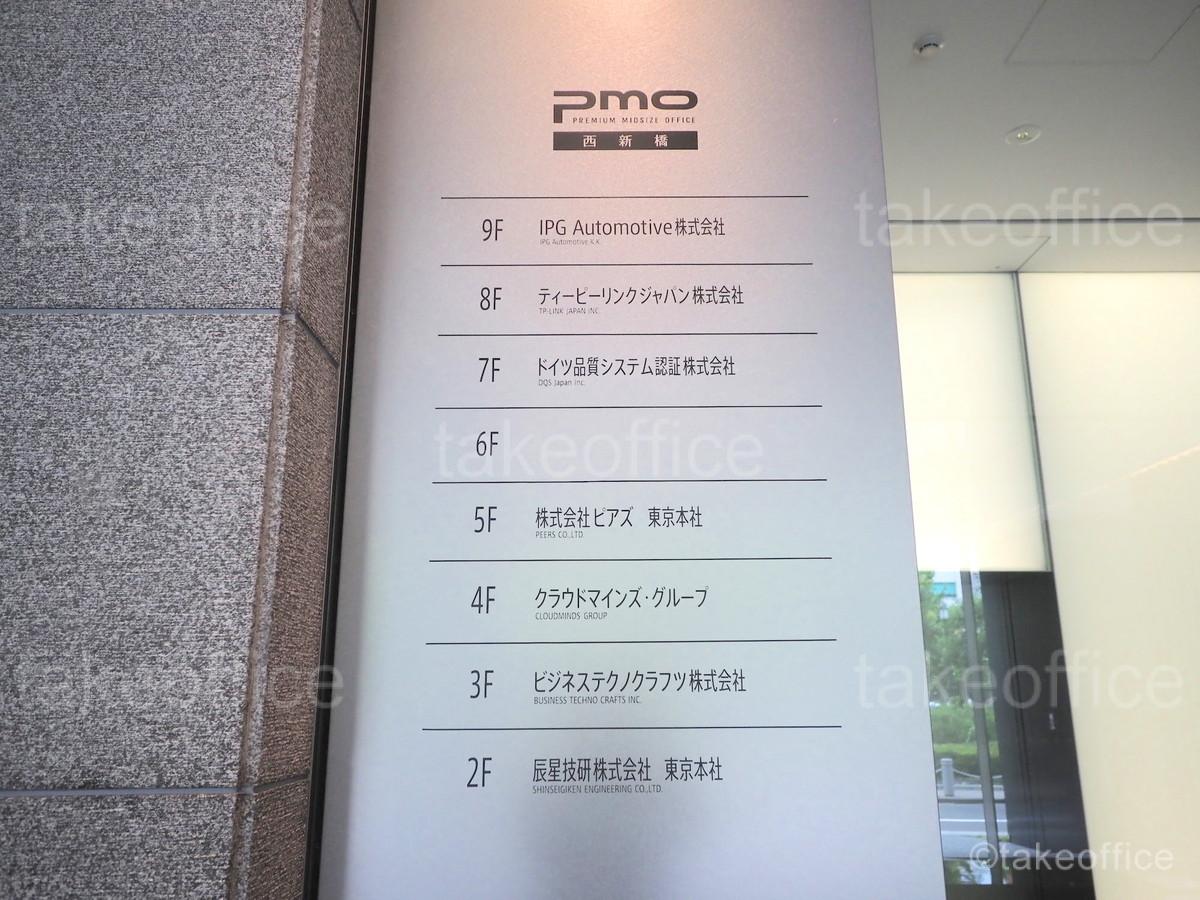 pmo
PREMIUM MIDSIZE OFFICE
西新橋
9F IPG Automotive株式会社
IPG Automotive K.K.
8F ティーピーリンクジャパン株式会社
TP-LINK JAPAN INC.
7F ドイツ品質システム認証株式会社
DQS Japan Inc.
6F
5F 株式会社ピアズ 東京本社
PEERS CO.,LTD.
4F クラウドマインズ・グループ
CLOUDMINDS GROUP
3F ビジネステクノクラフツ株式会社
BUSINESS TECHNO CRAFTS INC.
2F 辰星技研株式会社 東京本社
SHINSEIGIKEN ENGINEERING CO.,LTD.
takeoffice
takeoffice
takeoffice
takeoffice
takeoffice
©takeoffice